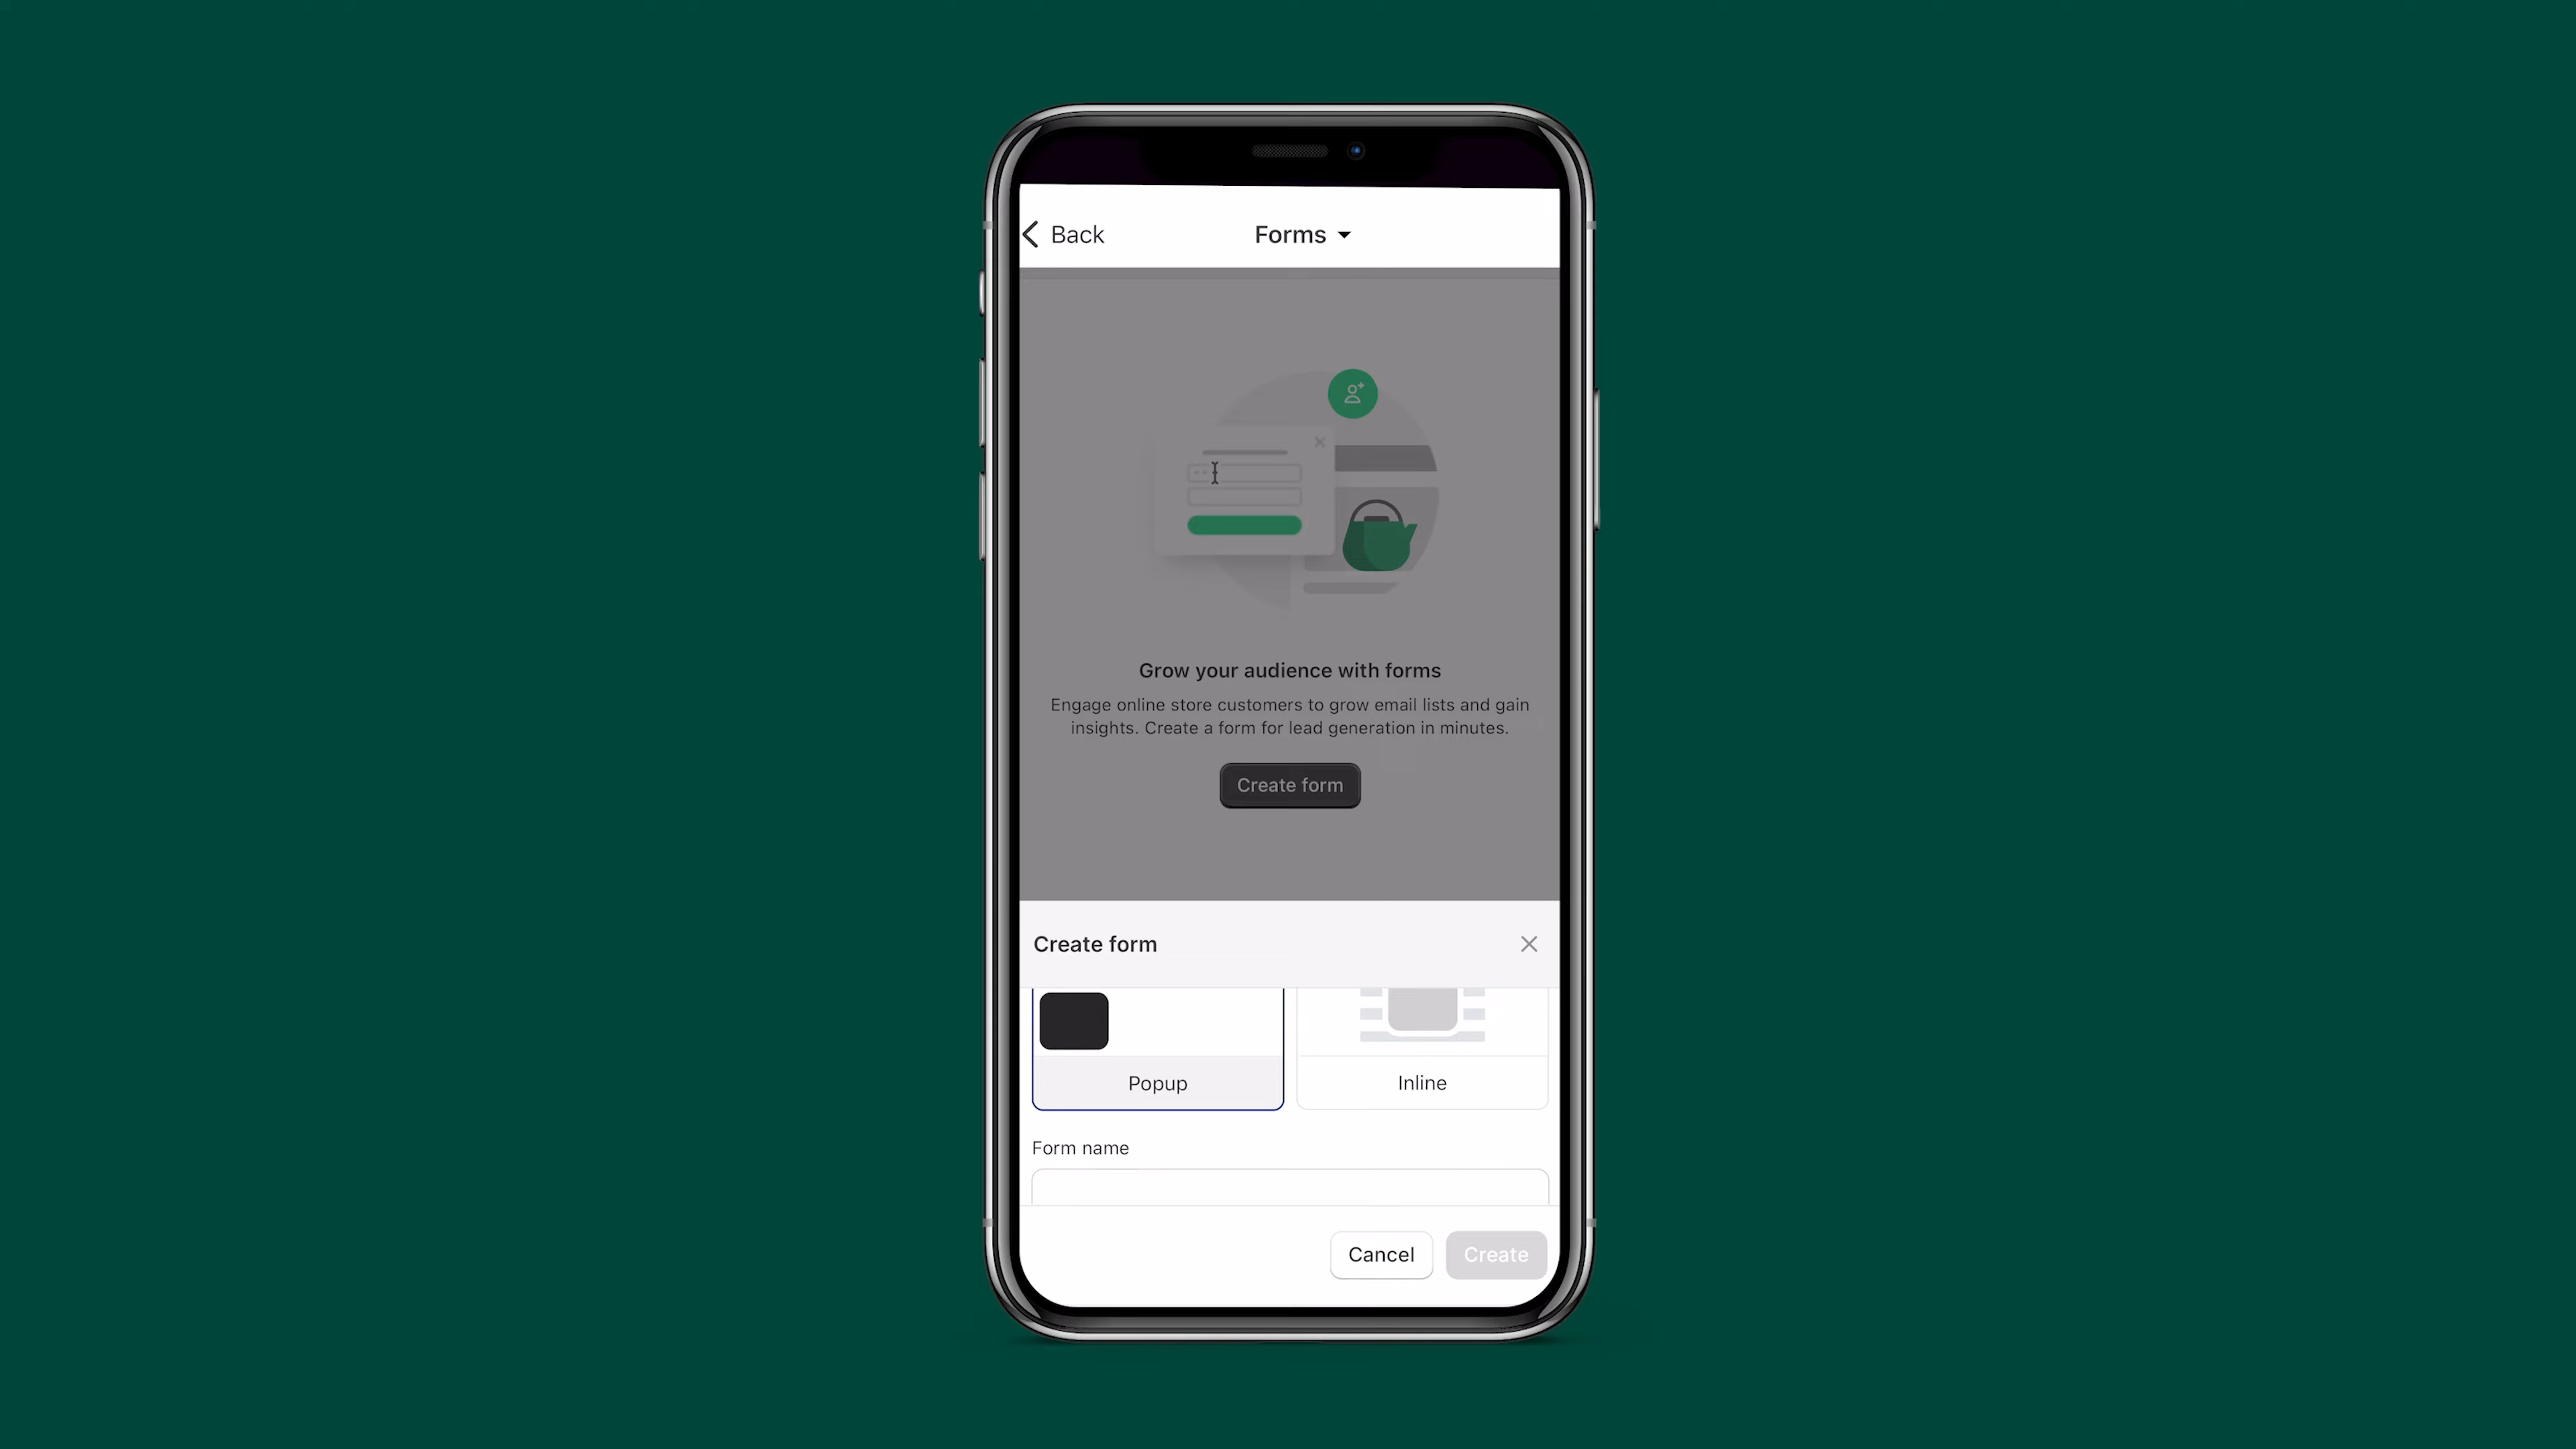 Back
Forms
Grow your audience with forms
Engage online store customers to grow email lists and gain
insights. Create a form for lead generation in minutes.
Create form
Create form
Popup
Inline
Form name
Cancel
Create